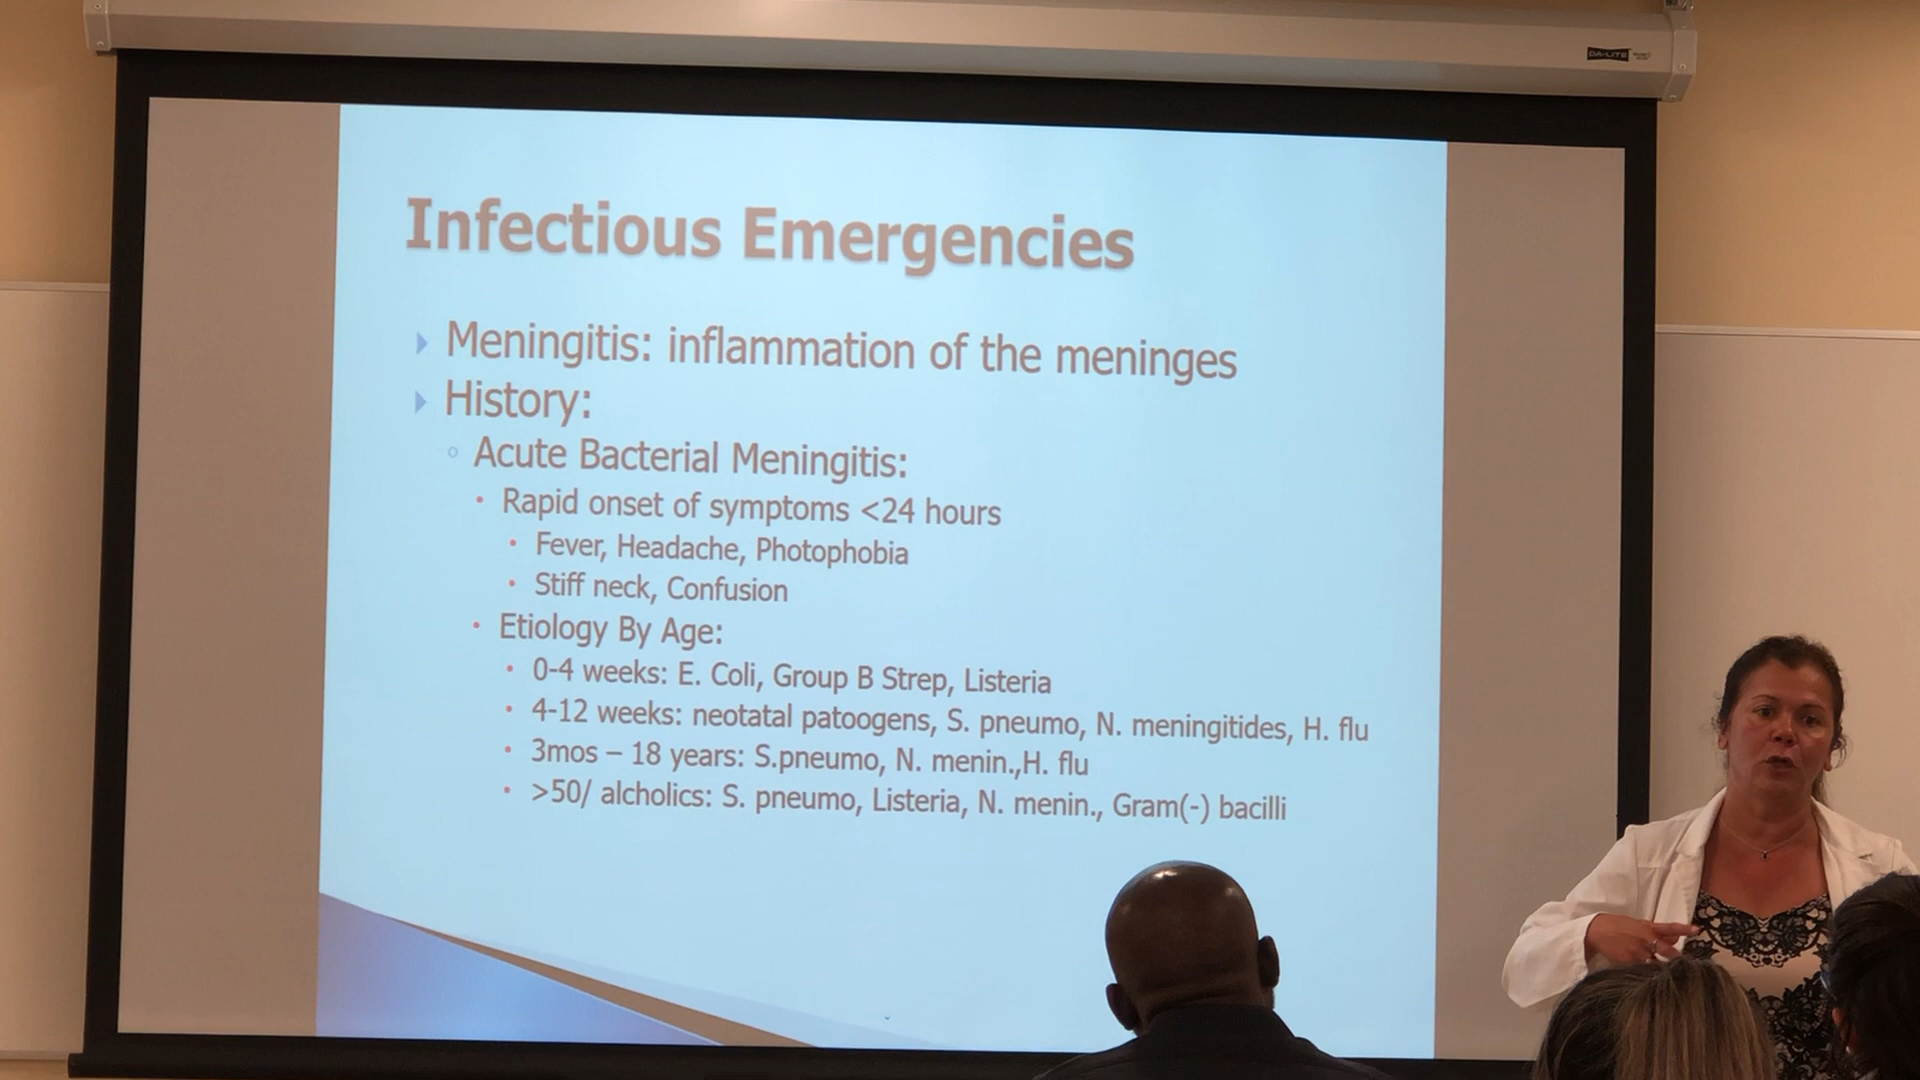 DA-LITE
Infectious Emergencies
Meningitis: inflammation of the meninges
History:
Acute Bacterial Meningitis:
Rapid onset of symptoms <24 hours
Fever, Headache, Photophobia
Stiff neck, Confusion
Etiology By Age:
0-4 weeks: E. Coli, Group B Strep, Listeria
4-12 weeks: neotatal patoogens, S. pneumo, N. meningitides, H. flu
3mos – 18 years: S.pneumo, N. menin.,H. flu
>50/ alcholics: S. pneumo, Listeria, N. menin., Gram(-) bacilli